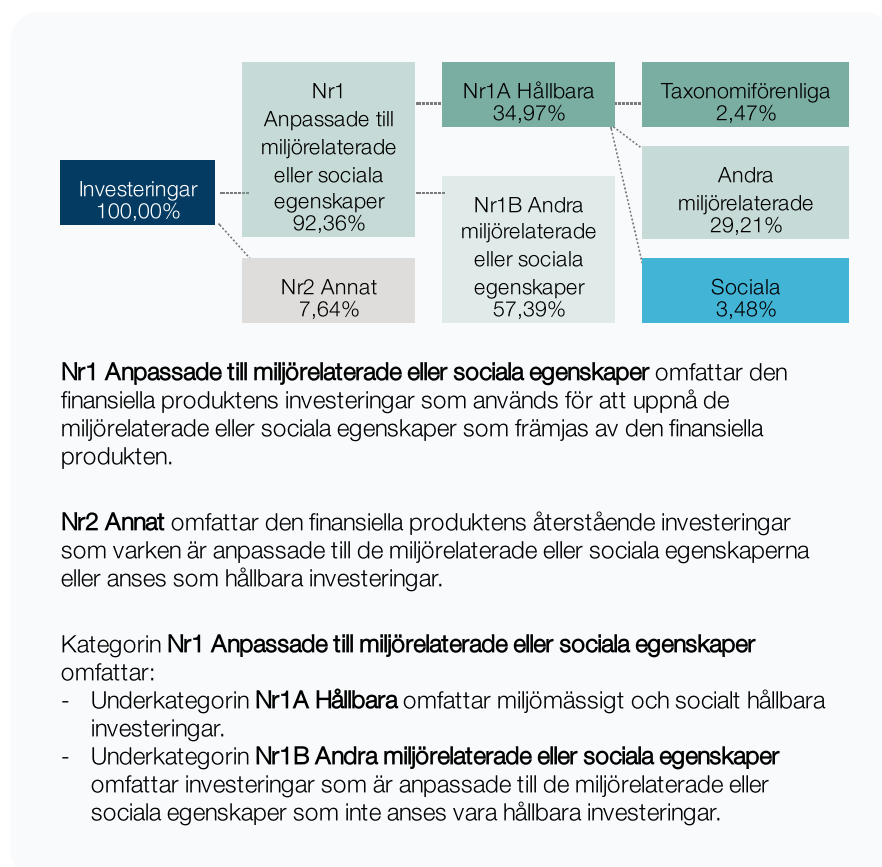 Investeringar
100,00%
Nr1
Anpassade till
miljörelaterade
eller sociala
egenskaper
92,36%
Nr2 Annat
7,64%
Nr1A Hållbara
34,97%
Nr1B Andra
miljörelaterade
eller sociala
egenskaper
57,39%
Taxonomiförenliga
2,47%
Andra
miljörelaterade
29,21%
Sociala
3,48%
Nr1 Anpassade till miljörelaterade eller sociala egenskaper omfattar den
finansiella produktens investeringar som används för att uppnå de
miljörelaterade eller sociala egenskaper som främjas av den finansiella
produkten.
Nr2 Annat omfattar den finansiella produktens återstående investeringar
som varken är anpassade till de miljörelaterade eller sociala egenskaperna
eller anses som hållbara investeringar.
Kategorin Nr1 Anpassade till miljörelaterade eller sociala egenskaper
omfattar:
- Underkategorin Nr1A Hållbara omfattar miljömässigt och socialt hållbara
investeringar.
- Underkategorin Nr1B Andra miljörelaterade eller sociala egenskaper
omfattar investeringar som är anpassade till de miljörelaterade eller
sociala egenskaper som inte anses vara hållbara investeringar.